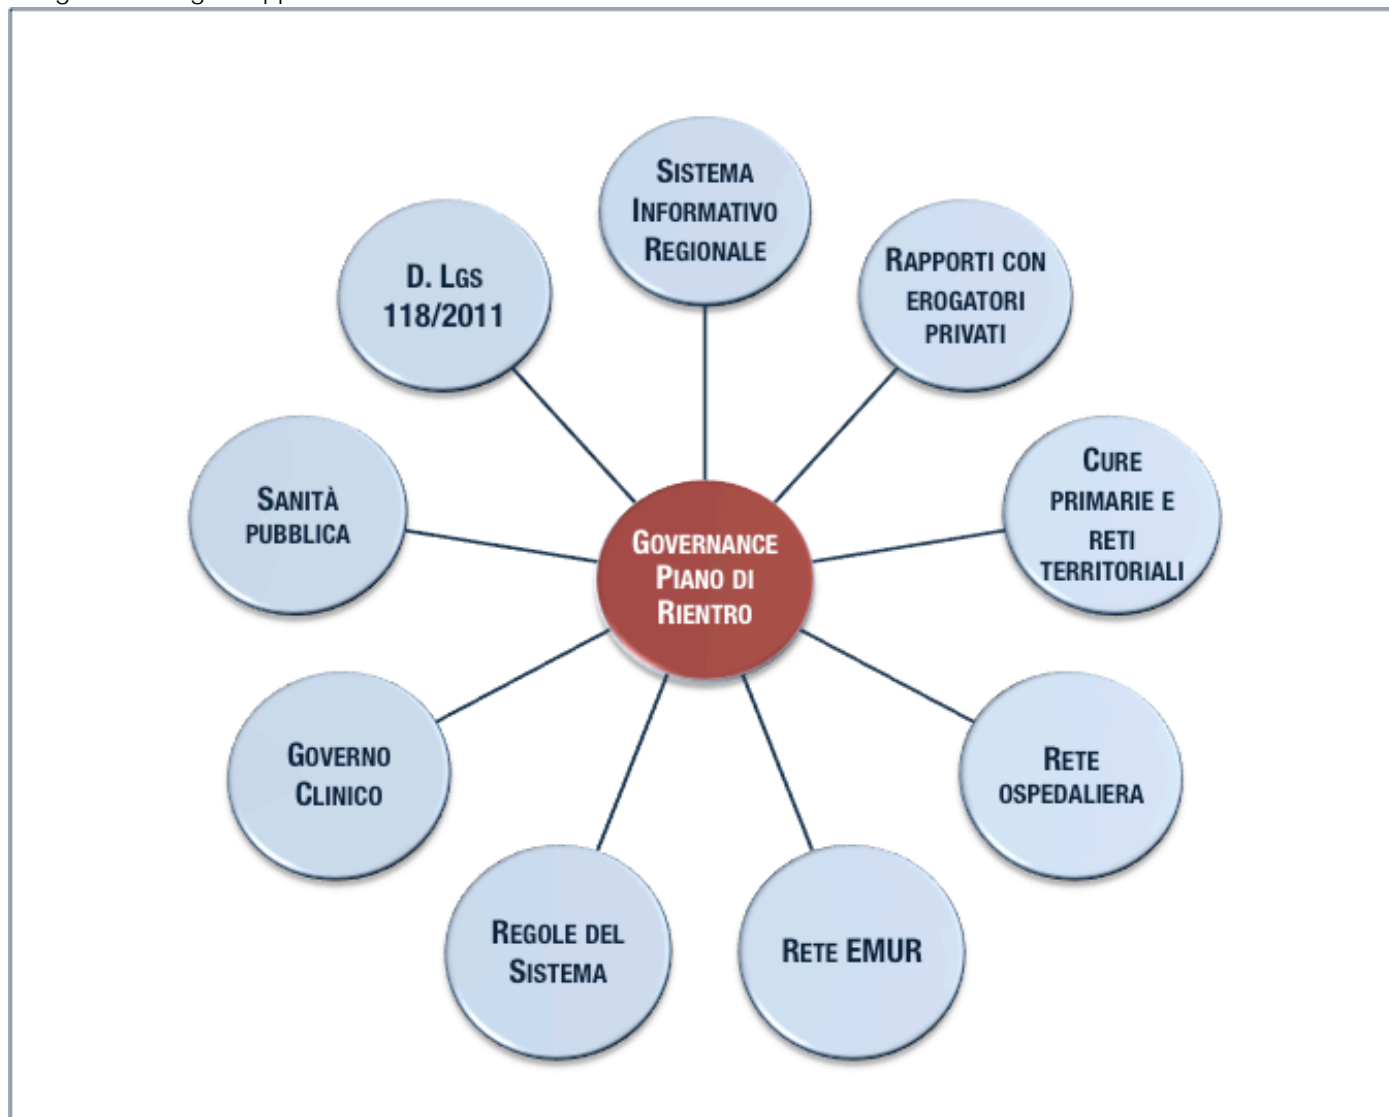 SISTEMA
INFORMATIVO
REGIONALE
RAPPORTI CON
EROGATORI
PRIVATI
CURE
PRIMARIE E
RETI
TERRITORIALI
RETE
OSPEDALIERA
RETE EMUR
REGOLE DEL
SISTEMA
GOVERNO
CLINICO
SANITÀ
PUBBLICA
D. LGS
118/2011
GOVERNANCE
PIANO DI
RIENTRO